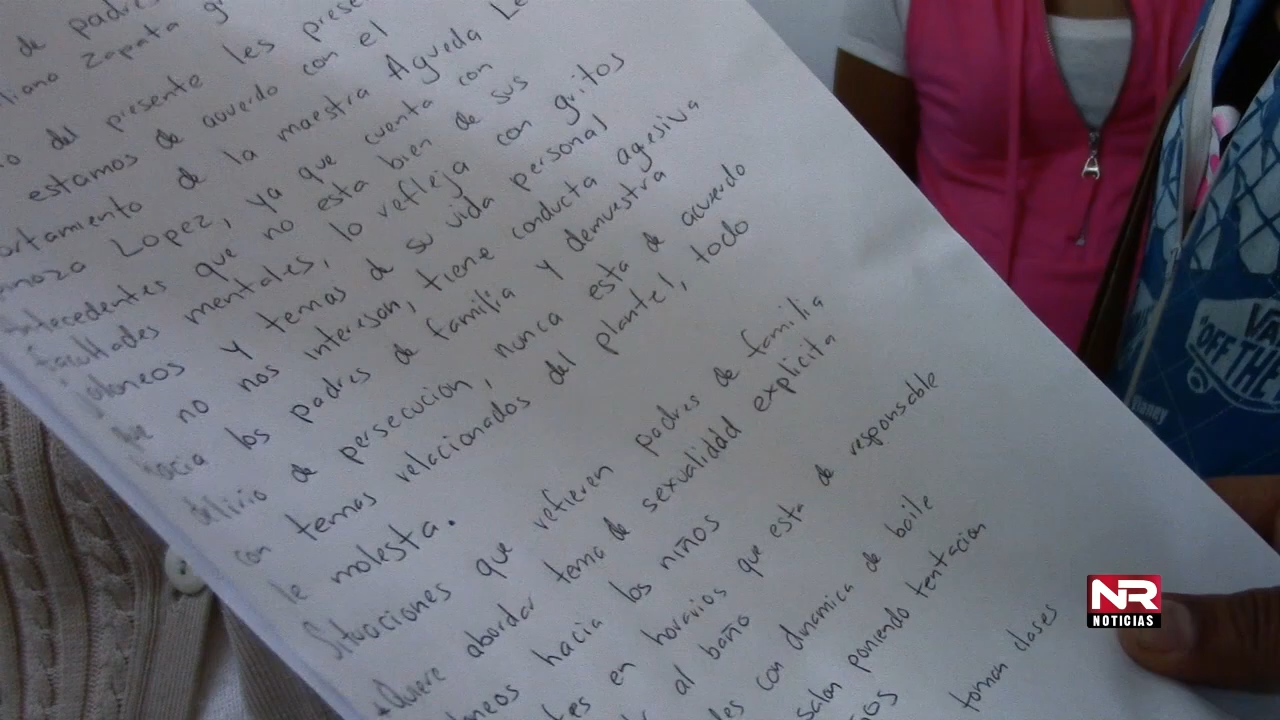 de padres
liano Zapata
del presente les prese
estamos de acuerdo con el
ortamiento de la maestra Agueda Le
Lopez, ya que cuenta con
antecedentes que no esta bien de sus
facultades mentales, lo refleja con gritos
y temas de su vida personal
que no nos interesan, tiene conducta agresiva
hacia los padres de familia y demuestra
delirio de persecucion, nunca esta de acuerdo
con temas relacionados del plantel, todo
le molesta.
Situaciones que refieren padres de familia
*Quiere abordar tema de sexualidad explicita
hacia los niños
en horarios que esta de responsable
al baño
con dinamica de baile
salon poniendo tentacion
toman clases
NR
NOTICIAS
VANS
"OFF THE